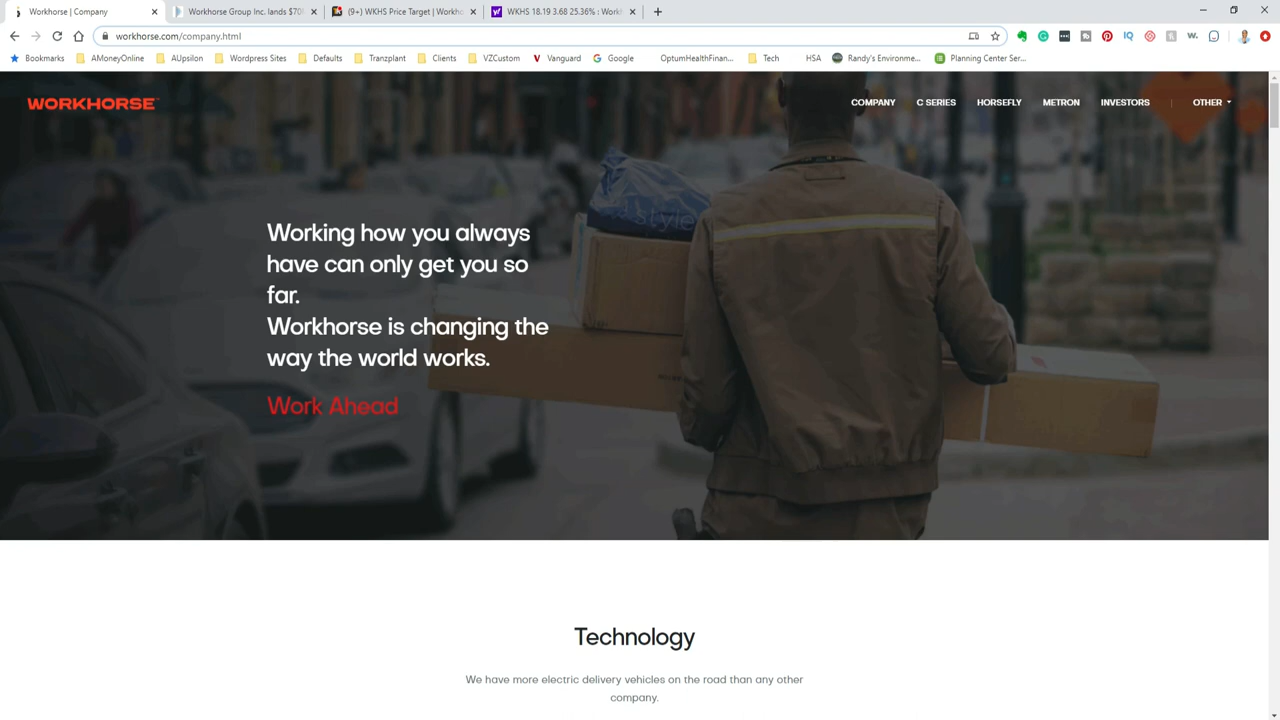 Workhorse | Company
Workhorse Group Inc. lands $70
(9+) WKHS Price Target | Workho
WKHS 18.19 3.68 25.36% : Work
workhorse.com/company.html
Bookmarks
AMoneyOnline
AUpsilon
Wordpress Sites
Defaults
Tranzplant
Clients
VZCustom
Vanguard
Google
OptumHealthFinan...
Tech
HSA
Randy's Environme...
Planning Center Ser...
WORKHORSE
COMPANY
C SERIES
HORSEFLY
METRON
INVESTORS
OTHER
style
Working how you always
have can only get you so
far.
Workhorse is changing the
way the world works.
Work Ahead
Technology
We have more electric delivery vehicles on the road than any other
company.